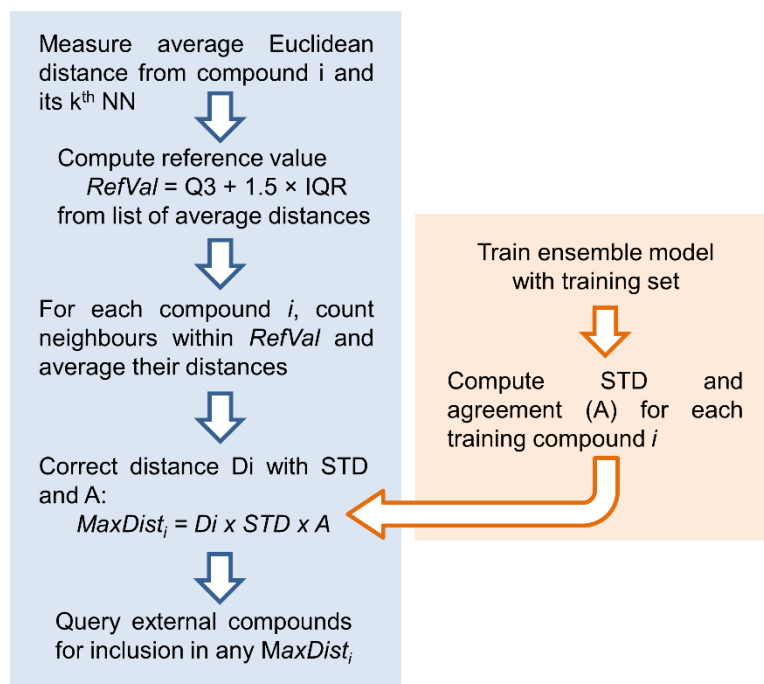 Measure average Euclidean
distance from compound i and
its kth NN
Compute reference value
RefVal = Q3 + 1.5 × IQR
from list of average distances
For each compound i, count
neighbours within RefVal and
average their distances
Correct distance Di with STD
and A:
MaxDisti = Di x STD x A
Query external compounds
for inclusion in any MaxDisti
Train ensemble model
with training set
Compute STD and
agreement (A) for each
training compound i